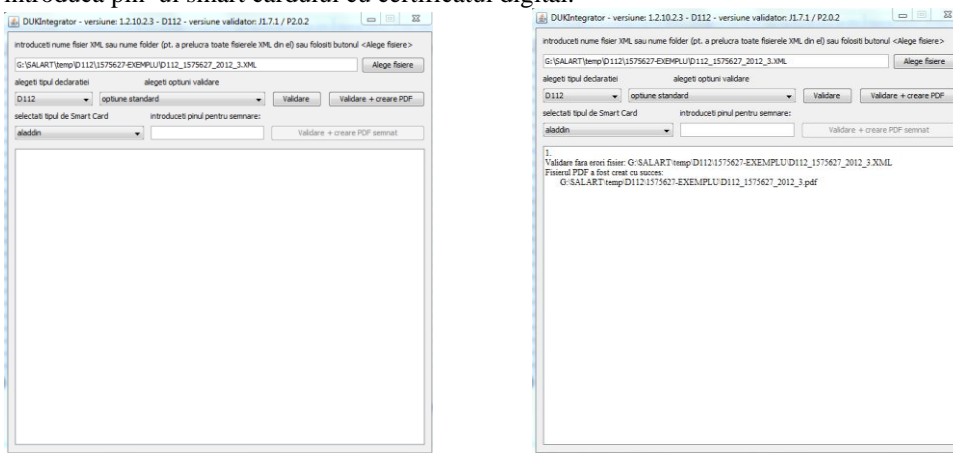 introducă pin-ul smart cardului cu certificatul digital.
DUKIntegrator - versiune: 1.2.10.2.3 - D112 - versiune validator: J1.7.1 / P2.0.2
introduceti nume fisier XML sau nume folder (pt. a prelucra toate fisierele XML din el) sau folositi butonul <Alege fisiere>
G:\SALART\temp\D112\1575627-EXEMPLU\D112_1575627_2012_3.XML Alege fisiere
alegeti tipul declaratiei alegeti optiuni validare
D112 optiune standard Validare Validare + creare PDF
selectati tipul de Smart Card introduceti pinul pentru semnare:
aladdin Validare + creare PDF semnat
DUKIntegrator - versiune: 1.2.10.2.3 - D112 - versiune validator: J1.7.1 / P2.0.2
introduceti nume fisier XML sau nume folder (pt. a prelucra toate fisierele XML din el) sau folositi butonul <Alege fisiere>
G:\SALART\temp\D112\1575627-EXEMPLU\D112_1575627_2012_3.XML Alege fisiere
alegeti tipul declaratiei alegeti optiuni validare
D112 optiune standard Validare Validare + creare PDF
selectati tipul de Smart Card introduceti pinul pentru semnare:
aladdin Validare + creare PDF semnat
1.
Validare fara erori fisier: G:\SALART\temp\D112\1575627-EXEMPLU\D112_1575627_2012_3.XML
Fisierul PDF a fost creat cu succes:
G:\SALART\temp\D112\1575627-EXEMPLU\D112_1575627_2012_3.pdf